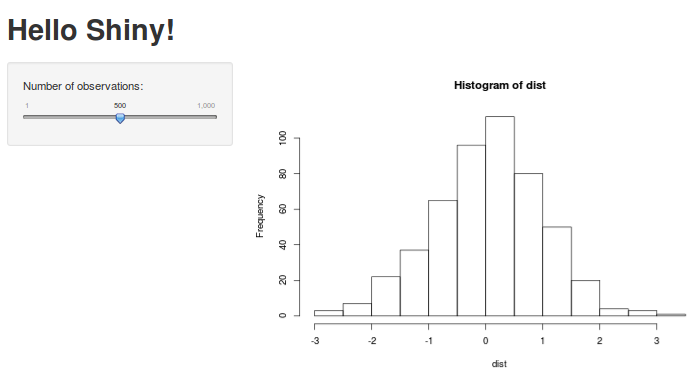 Hello Shiny!
Number of observations:
1 500 1,000
Histogram of dist
Frequency
100
80
60
40
20
0
-3 -2 -1 0 1 2 3
dist